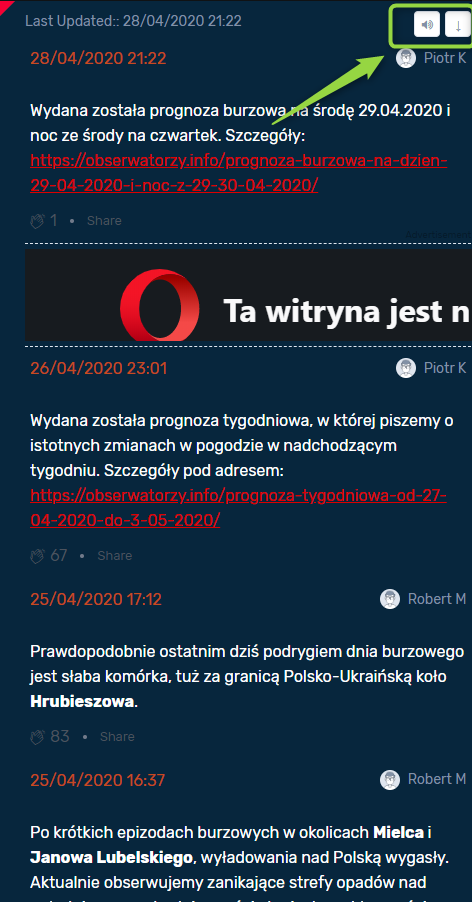 Last Updated:: 28/04/2020 21:22
28/04/2020 21:22
Piotr K
Wydana została prognoza burzowa na środę 29.04.2020 i
noc ze środy na czwartek. Szczegóły:
https://obserwatorzy.info/prognoza-burzowa-na-dzien-
29-04-2020-i-noc-z-29-30-04-2020/
1 • Share
Ta witryna jest n
26/04/2020 23:01
Piotr K
Wydana została prognoza tygodniowa, w której piszemy o
istotnych zmianach w pogodzie w nadchodzącym
tygodniu. Szczegóły pod adresem:
https://obserwatorzy.info/prognoza-tygodniowa-od-27-
04-2020-do-3-05-2020/
67 • Share
25/04/2020 17:12
Robert M
Prawdopodobnie ostatnim dziś podrygiem dnia burzowego
jest słaba komórka, tuż za granicą Polsko-Ukraińską koło
Hrubieszowa.
83 • Share
25/04/2020 16:37
Robert M
Po krótkich epizodach burzowych w okolicach Mielca i
Janowa Lubelskiego, wyładowania nad Polską wygasły.
Aktualnie obserwujemy zanikające strefy opadów nad